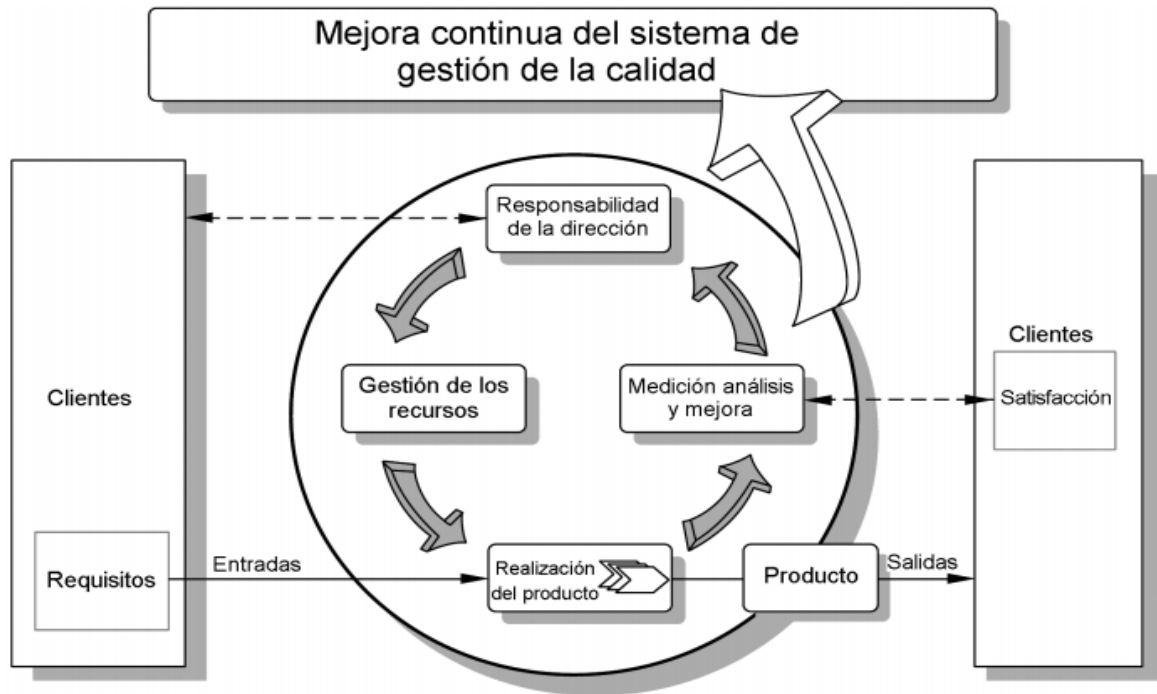 Mejora continua del sistema de
gestión de la calidad
Responsabilidad
de la dirección
Clientes
Gestión de los
recursos
Medición análisis
y mejora
Clientes
Satisfacción
Requisitos
Entradas
Realización
del producto
Producto
Salidas